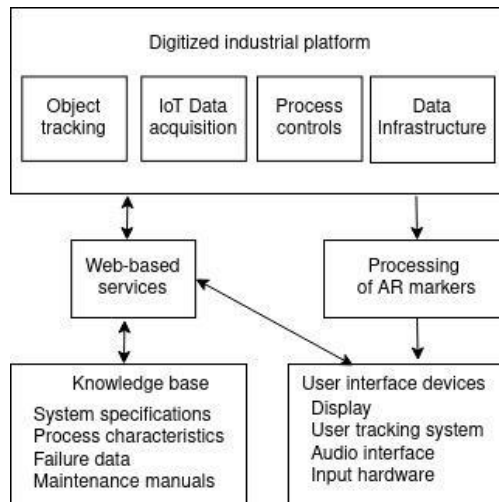 Digitized industrial platform
Object
tracking
IoT Data
acquisition
Process
controls
Data
Infrastructure
Web-based
services
Processing
of AR markers
Knowledge base
System specifications
Process characteristics
Failure data
Maintenance manuals
User interface devices
Display
User tracking system
Audio interface
Input hardware